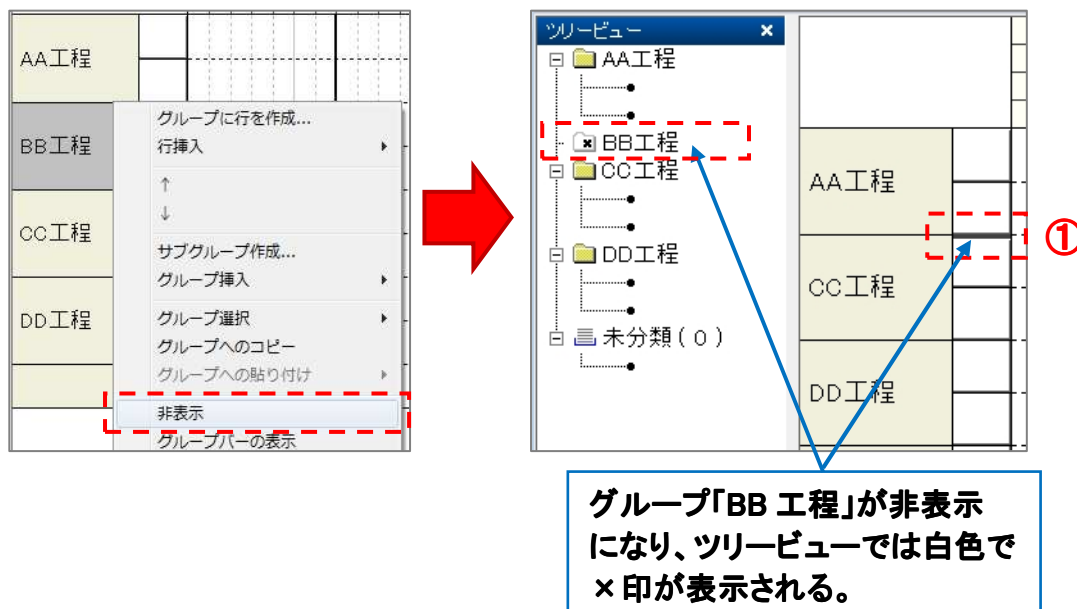 AA工程
BB工程
CC工程
DD工程
グループに行を作成...
行挿入
↑
↓
サブグループ作成...
グループ挿入
グループ選択
グループへのコピー
グループへの貼り付け
非表示
グループバーの表示
ツリービュー
AA工程
BB工程
CC工程
DD工程
未分類(0)
AA工程
CC工程
DD工程
①
グループ「BB 工程」が非表示
になり、ツリービューでは白色で
×印が表示される。